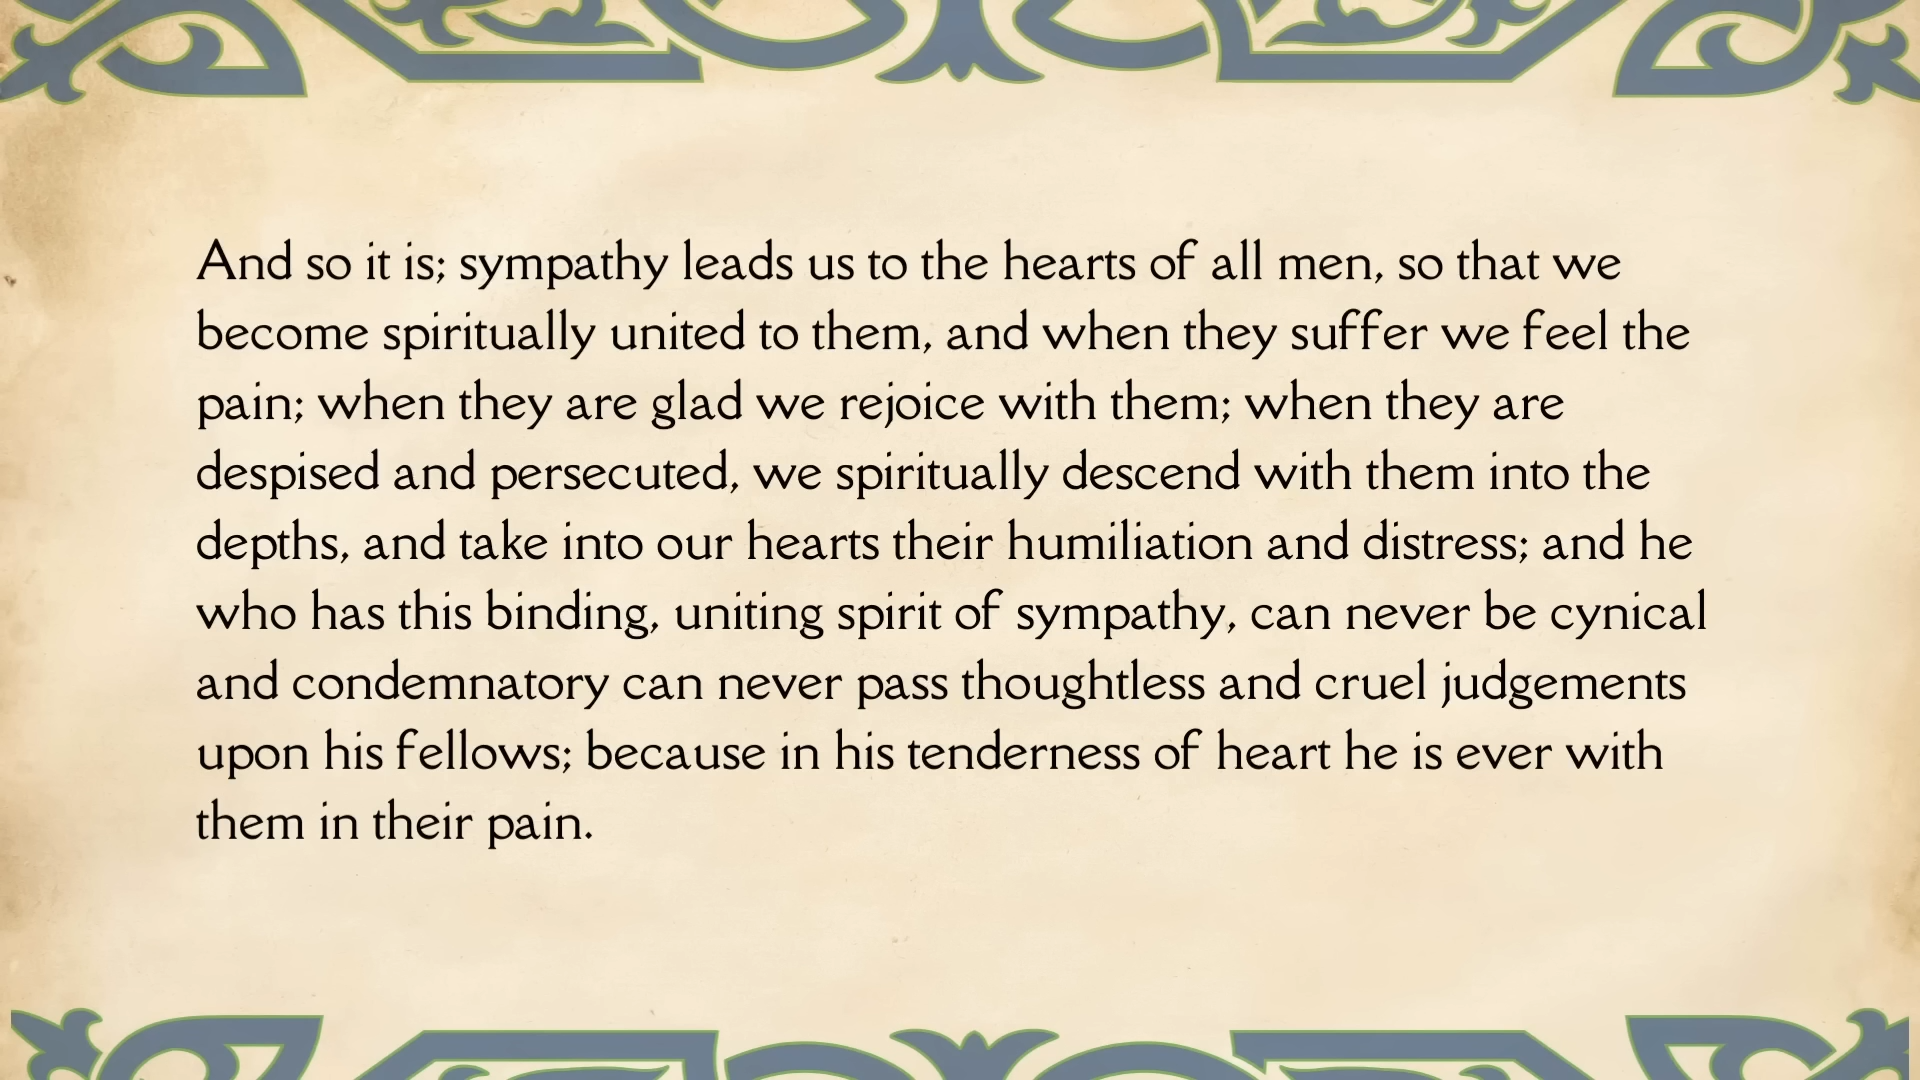 And so it is; sympathy leads us to the hearts of all men, so that we
become spiritually united to them, and when they suffer we feel the
pain; when they are glad we rejoice with them; when they are
despised and persecuted, we spiritually descend with them into the
depths, and take into our hearts their humiliation and distress; and he
who has this binding, uniting spirit of sympathy, can never be cynical
and condemnatory can never pass thoughtless and cruel judgements
upon his fellows; because in his tenderness of heart he is ever with
them in their pain.